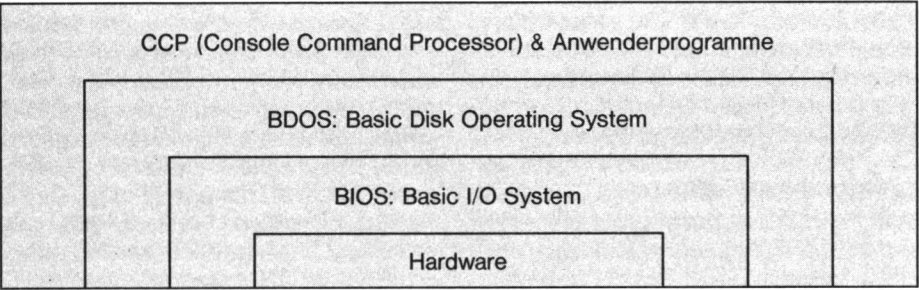 CCP (Console Command Processor) & Anwenderprogramme
BDOS: Basic Disk Operating System
BIOS: Basic I/O System
Hardware